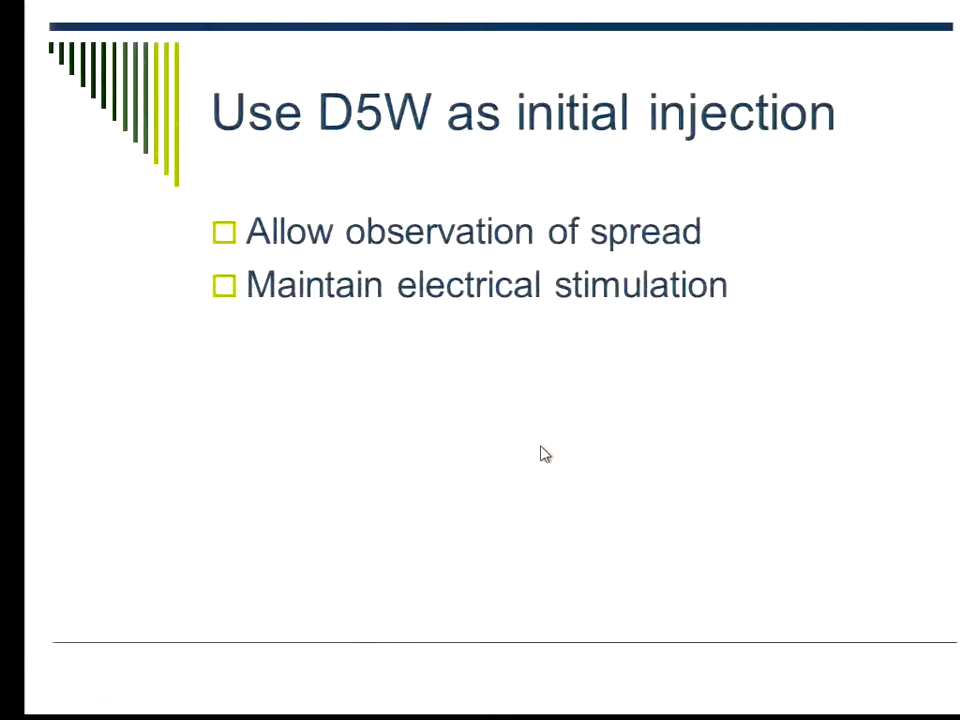 Use D5W as initial injection
Allow observation of spread
Maintain electrical stimulation